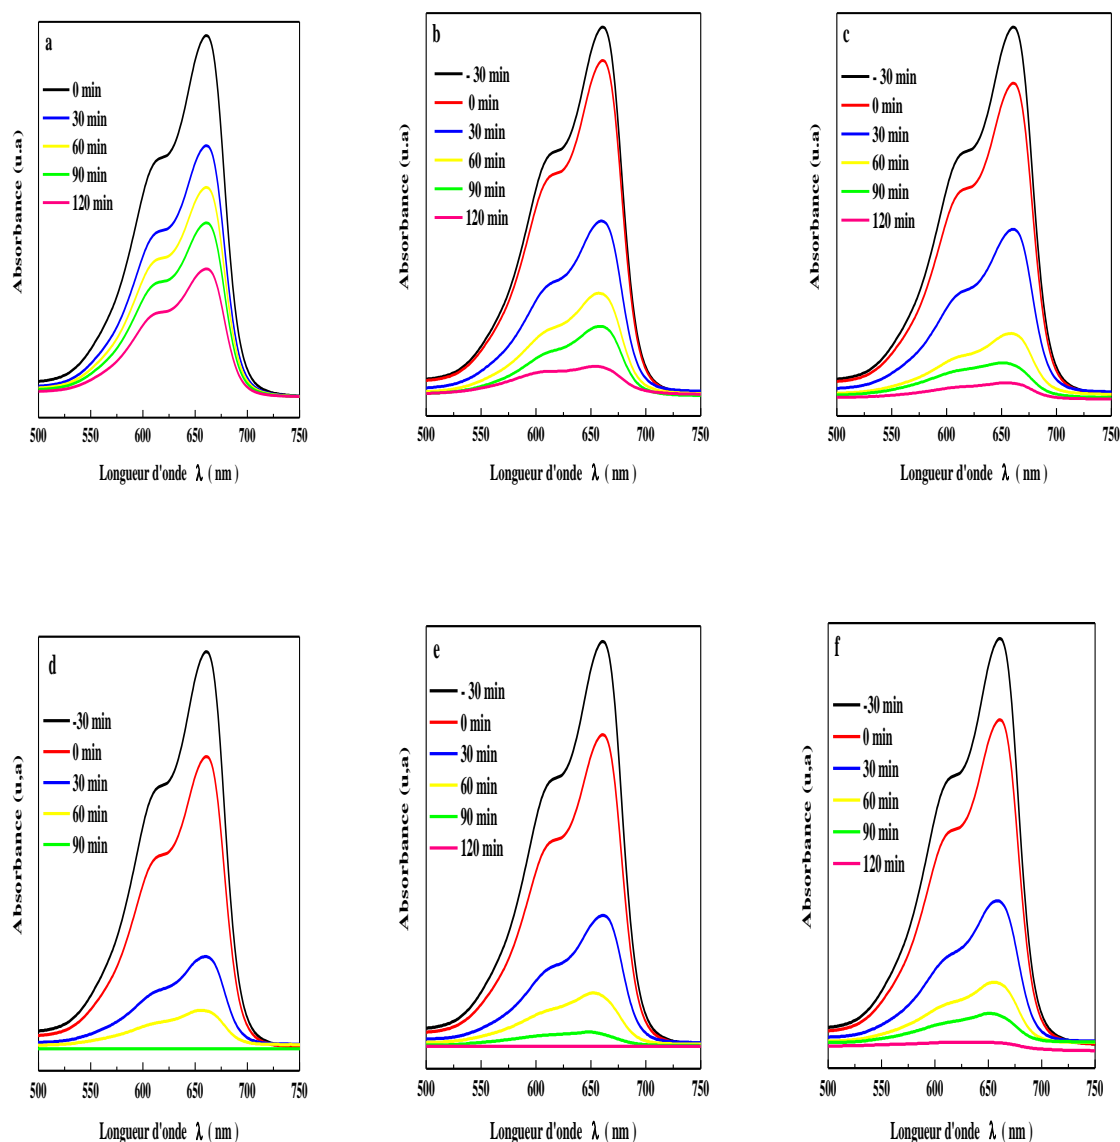 a
0 min
30 min
60 min
90 min
120 min
Absorbance (u.a)
500 550 600 650 700 750
Longueur d'onde λ ( nm )
b
- 30 min
0 min
30 min
60 min
90 min
120 min
Absorbance (u.a)
500 550 600 650 700 750
Longueur d'onde λ ( nm )
c
- 30 min
0 min
30 min
60 min
90 min
120 min
Absorbance (u.a)
500 550 600 650 700 750
Longueur d'onde λ ( nm )
d
-30 min
0 min
30 min
60 min
90 min
Absorbance (u,a)
500 550 600 650 700 750
Longueur d'onde λ ( nm )
e
- 30 min
0 min
30 min
60 min
90 min
120 min
Absorbance (u,a)
500 550 600 650 700 750
Longueur d'onde λ ( nm )
f
-30 min
0 min
30 min
60 min
90 min
120 min
Absorbance (u,a)
500 550 600 650 700 750
Longueur d'onde λ ( nm )